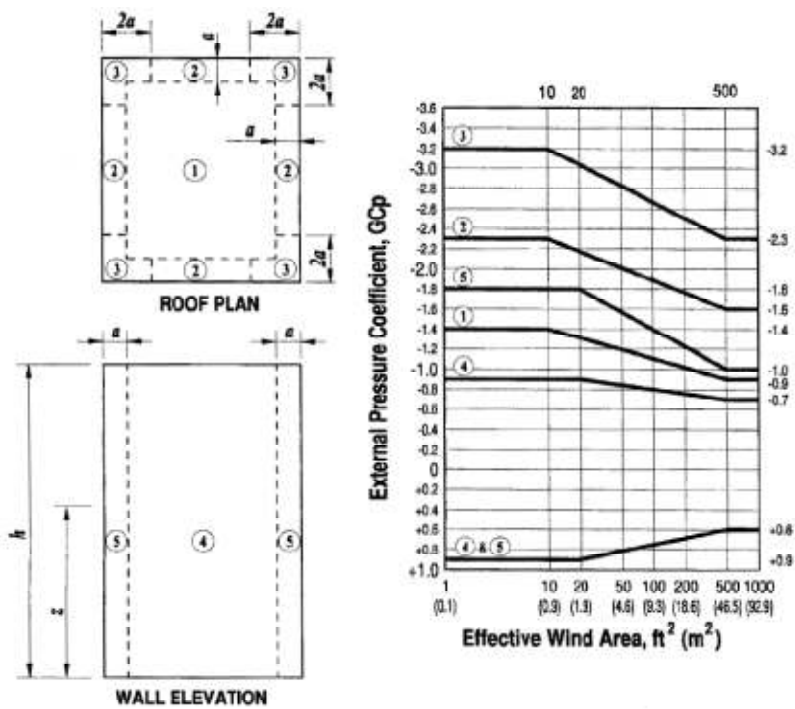 2a 2a
a
3 2 3
2a
a
2 1 2
2a
3 2 3
ROOF PLAN
a a
h
z
5 4 5
WALL ELEVATION
10 20 500
External Pressure Coefficient, GCp
-3.6
-3.4
-3.2
-3.0
-2.8
-2.6
-2.4
-2.2
-2.0
-1.8
-1.6
-1.4
-1.2
-1.0
-0.8
-0.6
-0.4
-0.2
0
+0.2
+0.4
+0.6
+0.8
+1.0
3
2
5
1
4
4 & 5
-3.2
-2.3
-1.8
-1.6
-1.4
-1.0
-0.9
-0.7
+0.6
+0.9
1 10 20 50 100 200 500 1000
(0.1) (0.9) (1.9) (4.6) (9.3) (18.6) (46.5) (92.9)
Effective Wind Area, ft² (m²)